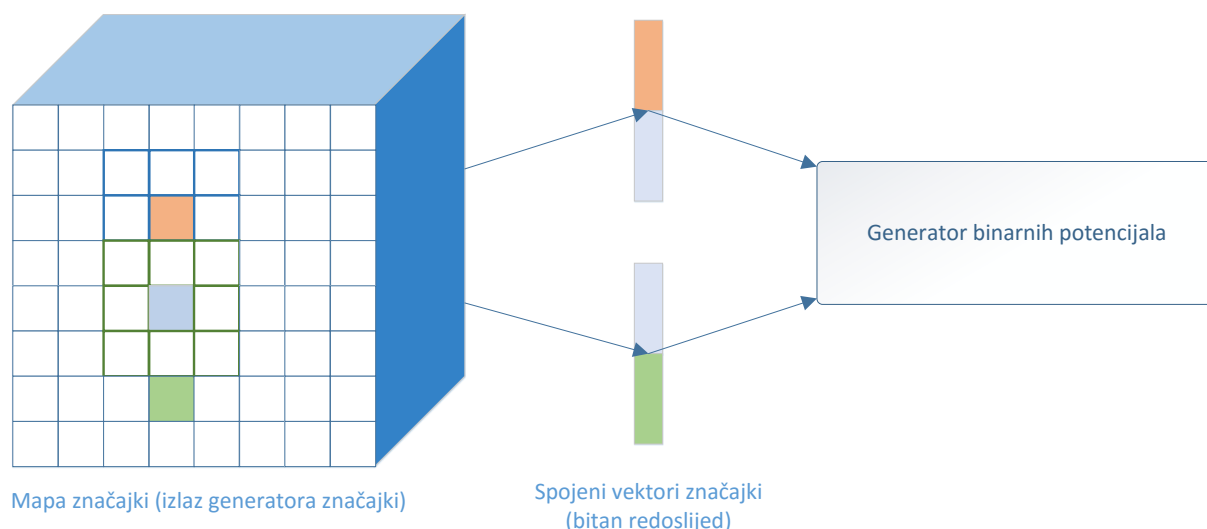 Generator binarnih potencijala
Mapa značajki (izlaz generatora značajki)
Spojeni vektori značajki
(bitan redoslijed)